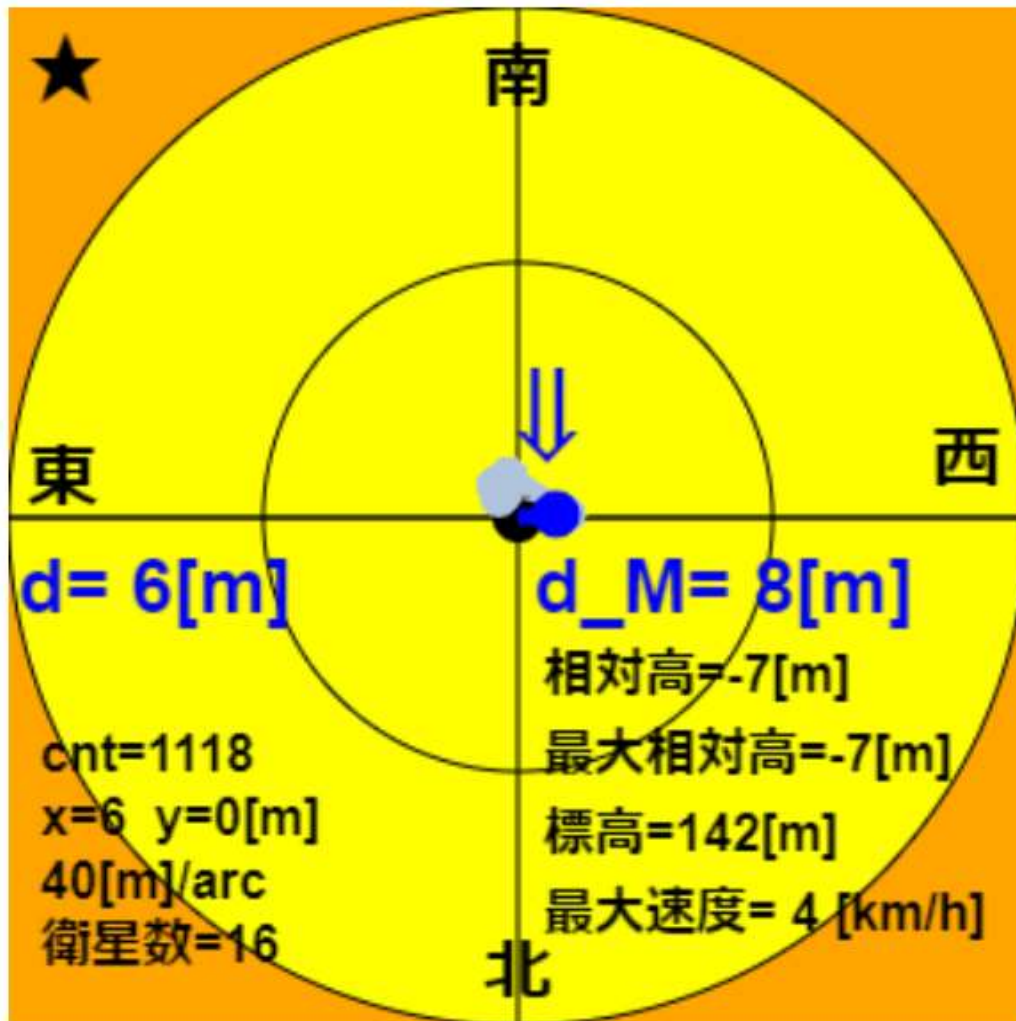 ★
南
⇓
東
西
d= 6[m]
d_M= 8[m]
相対高=-7[m]
最大相対高=-7[m]
標高=142[m]
最大速度= 4 [km/h]
cnt=1118
x=6 y=0[m]
40[m]/arc
衛星数=16
北